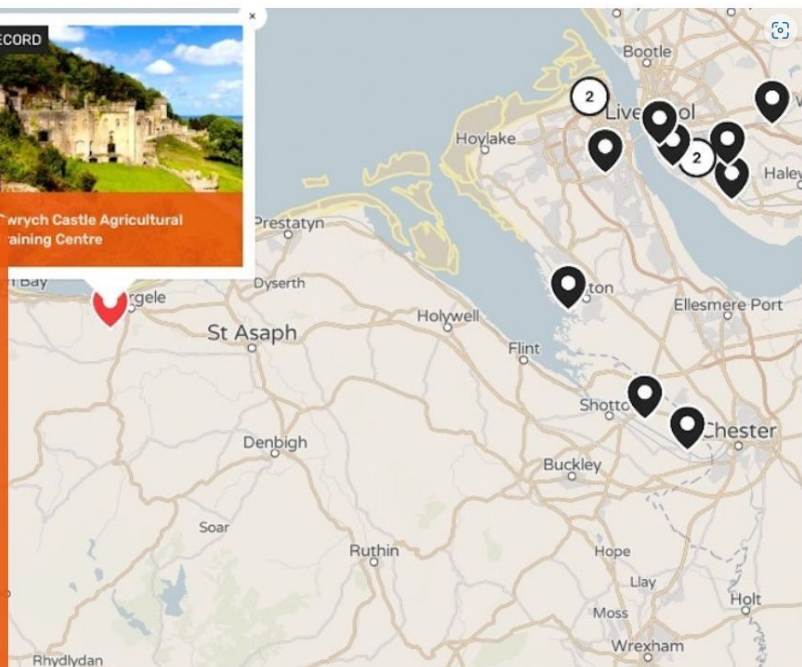 ECORD
wrych Castle Agricultural
raining Centre
Bootle
2
Liverpool
Hoylake
2
Haley
Prestatyn
Bay
rgele
Dyserth
ton
Ellesmere Port
St Asaph
Holywell
Flint
Shotto
Chester
Denbigh
Buckley
Soar
Ruthin
Hope
Llay
Moss
Holt
Rhydlydan
Wrexham